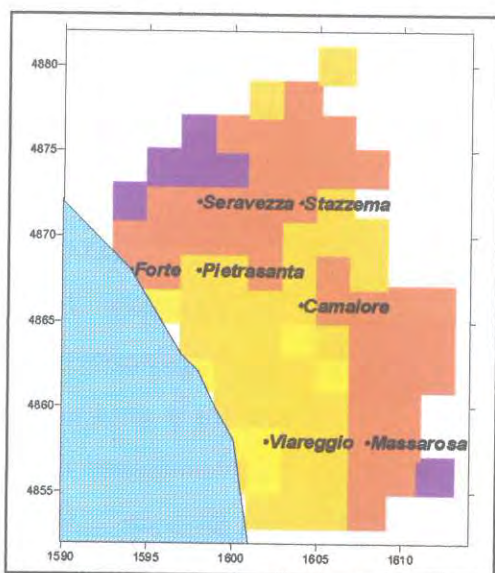 4880
4875
•Seravezza •Stazzema
4870
•Forte •Pietrasanta
•Camaiore
4865
4860
•Viareggio •Massarosa
4855
1590 1595 1600 1605 1610